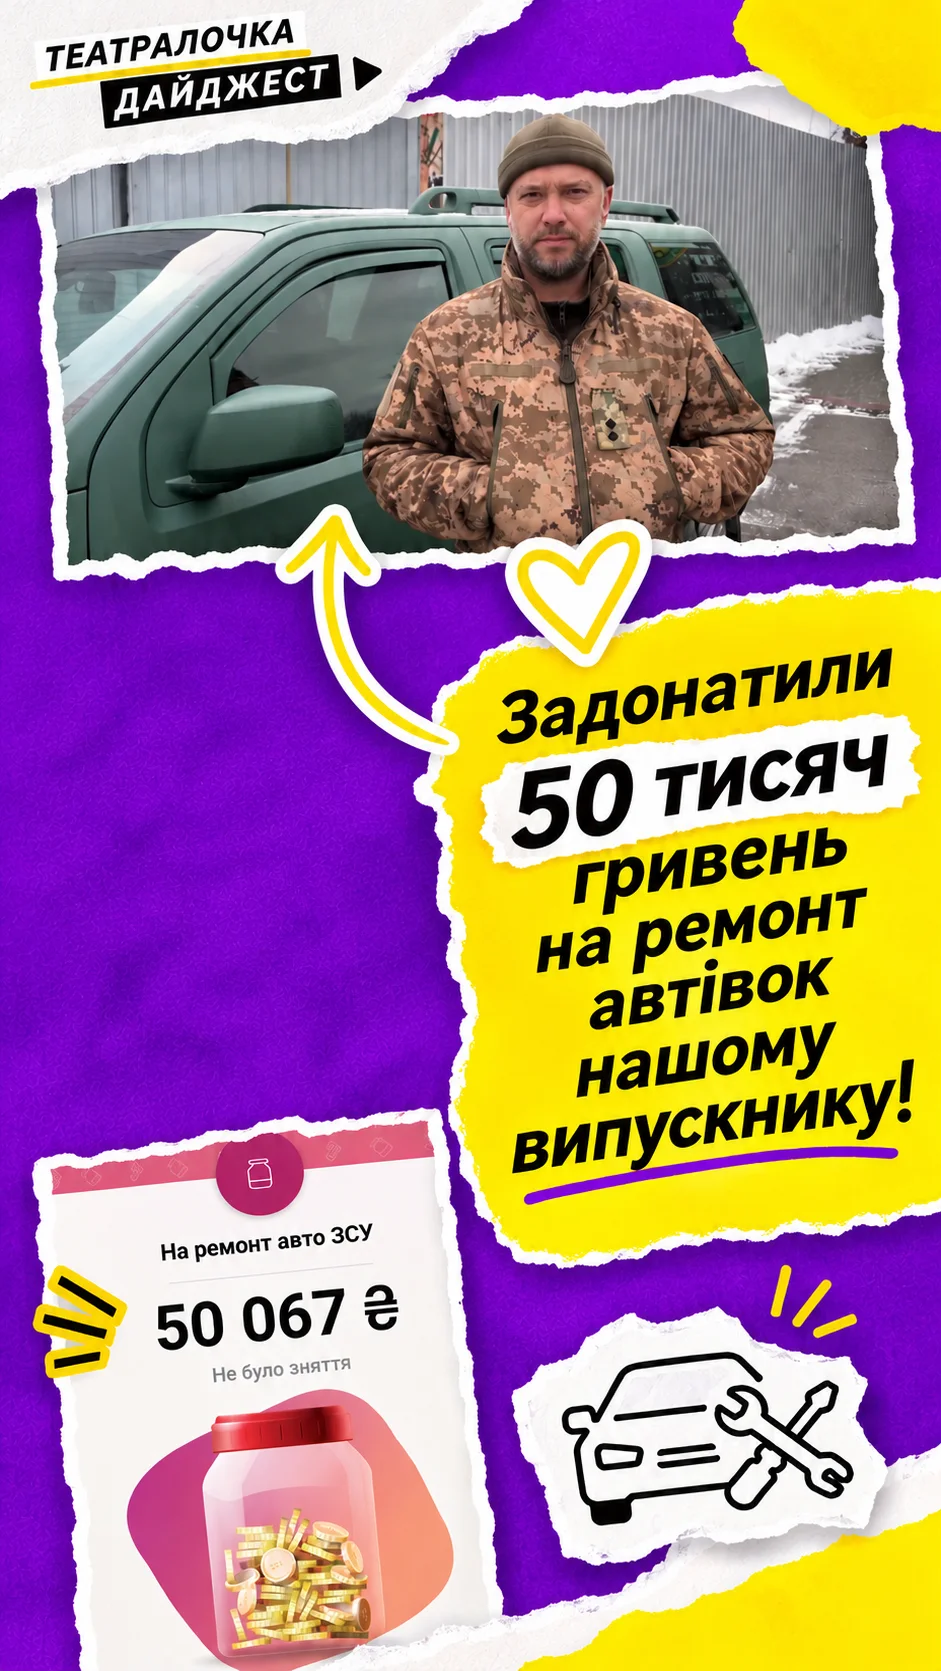 ТЕАТРАЛОЧКА
ДАЙДЖЕСТ
Задонатили
50 тисяч
гривень
на ремонт
автівок
нашому
випускнику!
На ремонт авто ЗСУ
50 067 ₴
Не було зняття